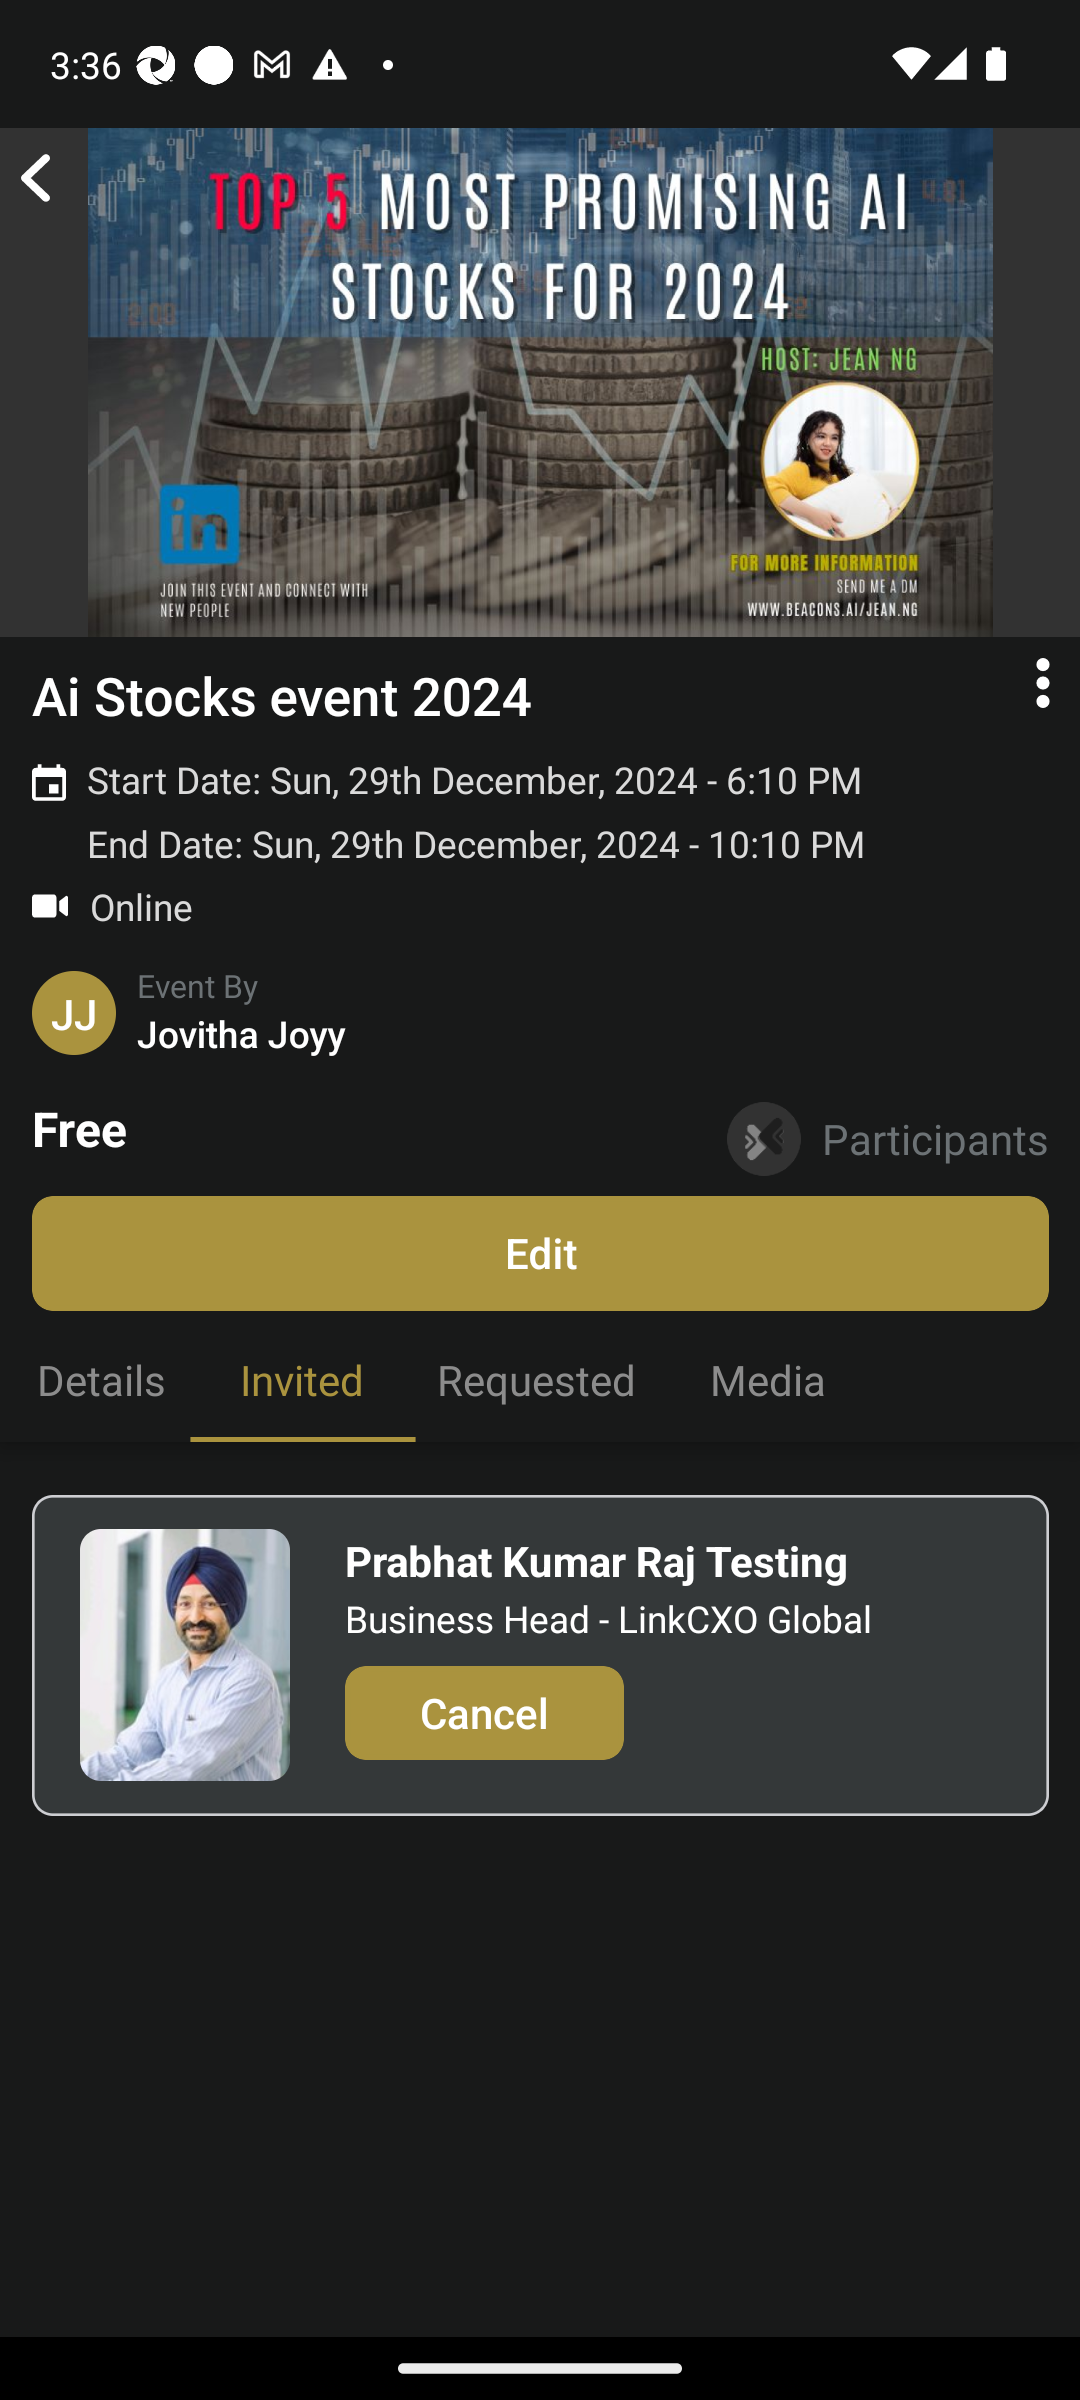 3:36
TOP 5 MOST PROMISING AI
STOCKS FOR 2024
HOST: JEAN NG
in
JOIN THIS EVENT AND CONNECT WITH
NEW PEOPLE
FOR MORE INFORMATION
SEND ME A DM
WWW.BEACONS.AI/JEAN.NG
Ai Stocks event 2024
Start Date: Sun, 29th December, 2024 - 6:10 PM
End Date: Sun, 29th December, 2024 - 10:10 PM
Online
JJ
Event By
Jovitha Joyy
Free
Participants
Edit
Details Invited Requested Media
Prabhat Kumar Raj Testing
Business Head - LinkCXO Global
Cancel